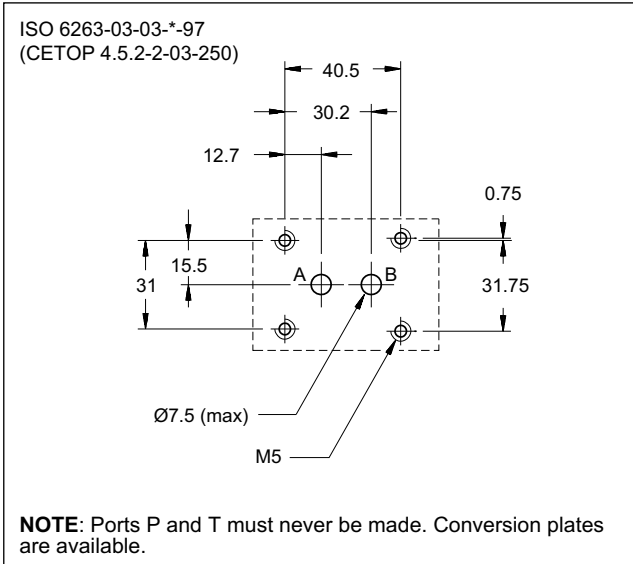 ISO 6263-03-03-*-97
(CETOP 4.5.2-2-03-250)
40.5
30.2
12.7
0.75
15.5
31
A
B
31.75
Ø7.5 (max)
M5
NOTE: Ports P and T must never be made. Conversion plates
are available.